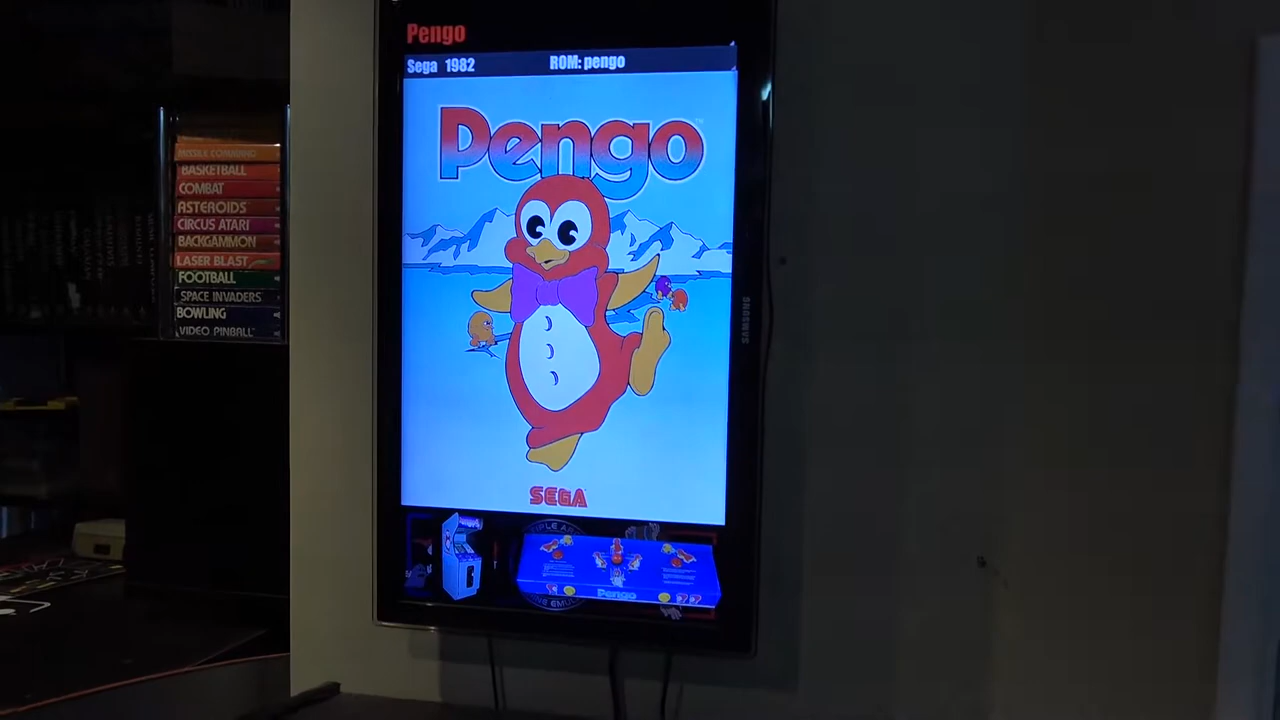 Pengo
Sega 1982 ROM: pengo
Pengo™
SEGA
MISSILE COMMAND
BASKETBALL
COMBAT
ASTEROIDS
CIRCUS ATARI
BACKGAMMON
LASER BLAST
FOOTBALL
SPACE INVADERS
BOWLING
VIDEO PINBALL
SAMSUNG
Pengo